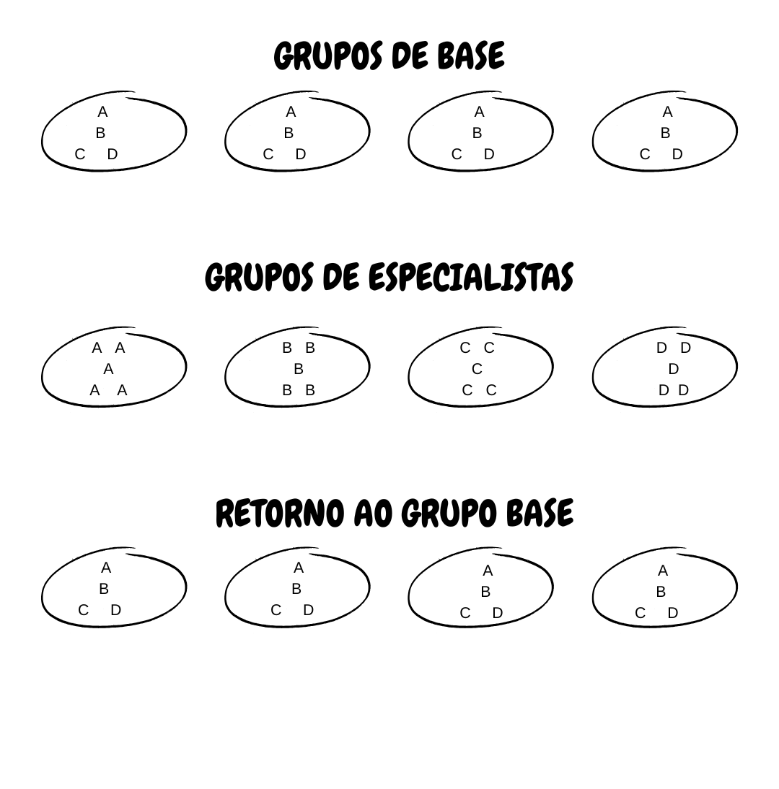 GRUPOS DE BASE
A A A A
B B B B
C D C D C D C D
GRUPOS DE ESPECIALISTAS
A A B B C C D D
A B C D
A A B B C C D D
RETORNO AO GRUPO BASE
A A A A
B B B B
C D C D C D C D